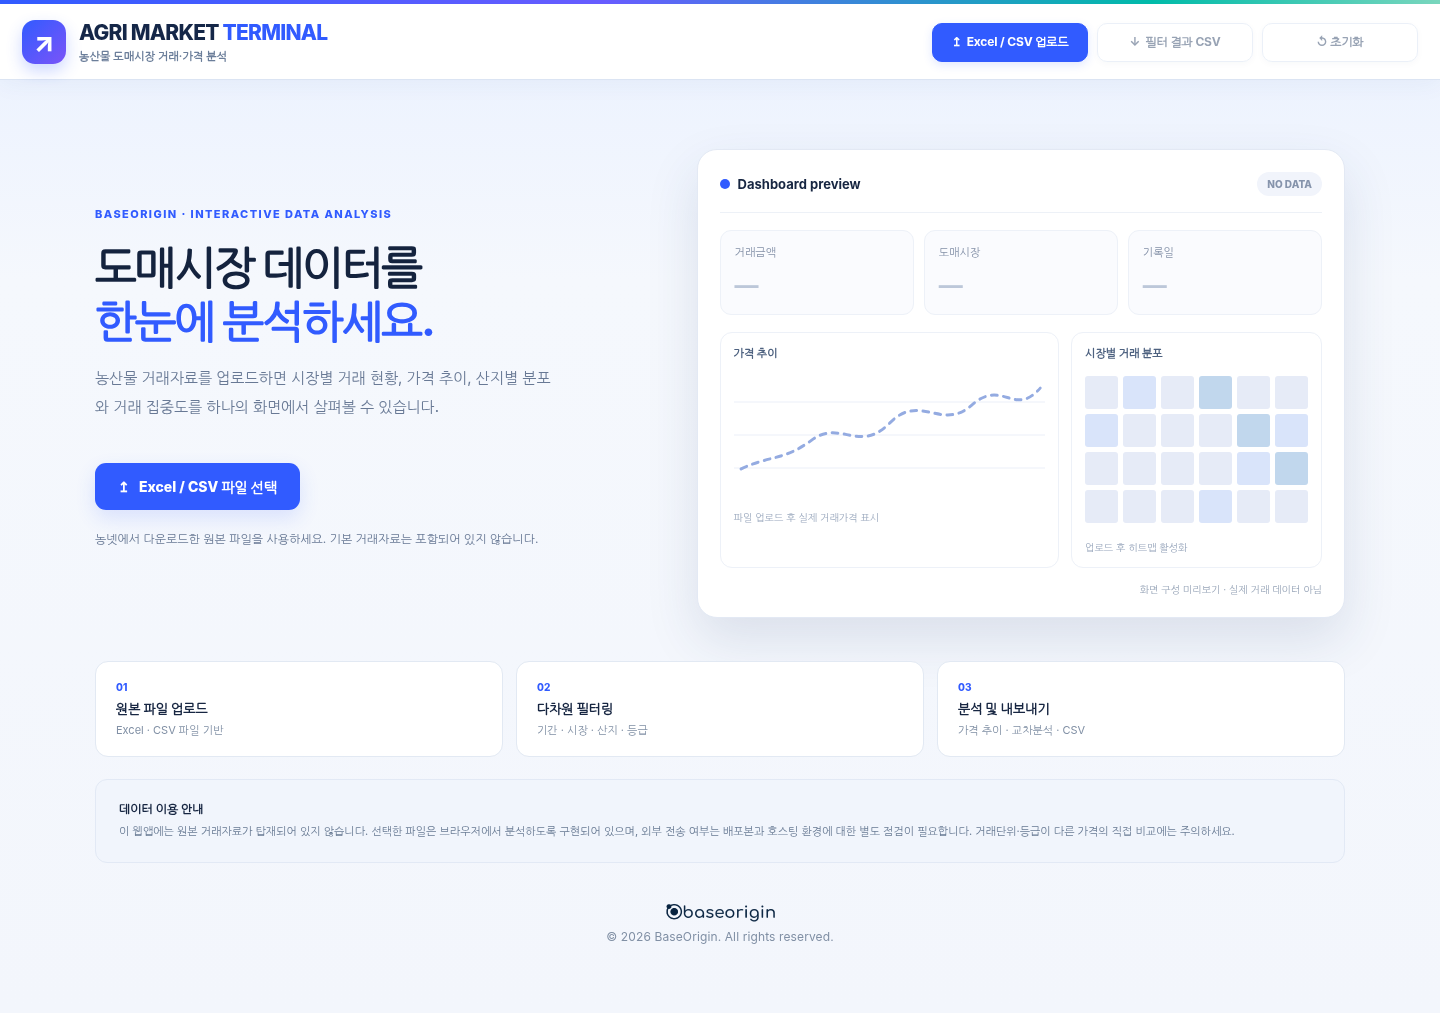 AGRI MARKET TERMINAL
농산물 도매시장 거래·가격 분석
↥ Excel / CSV 업로드
↓ 필터 결과 CSV
↺ 초기화
BASEORIGIN · INTERACTIVE DATA ANALYSIS
도매시장 데이터를
한눈에 분석하세요.
농산물 거래자료를 업로드하면 시장별 거래 현황, 가격 추이, 산지별 분포
와 거래 집중도를 하나의 화면에서 살펴볼 수 있습니다.
↥ Excel / CSV 파일 선택
농넷에서 다운로드한 원본 파일을 사용하세요. 기본 거래자료는 포함되어 있지 않습니다.
Dashboard preview
NO DATA
거래금액
—
도매시장
—
기록일
—
가격 추이
파일 업로드 후 실제 거래가격 표시
시장별 거래 분포
업로드 후 히트맵 활성화
화면 구성 미리보기 · 실제 거래 데이터 아님
01
원본 파일 업로드
Excel · CSV 파일 기반
02
다차원 필터링
기간 · 시장 · 산지 · 등급
03
분석 및 내보내기
가격 추이 · 교차분석 · CSV
데이터 이용 안내
이 웹앱에는 원본 거래자료가 탑재되어 있지 않습니다. 선택한 파일은 브라우저에서 분석하도록 구현되어 있으며, 외부 전송 여부는 배포본과 호스팅 환경에 대한 별도 점검이 필요합니다. 거래단위·등급이 다른 가격의 직접 비교에는 주의하세요.
baseorigin
© 2026 BaseOrigin. All rights reserved.